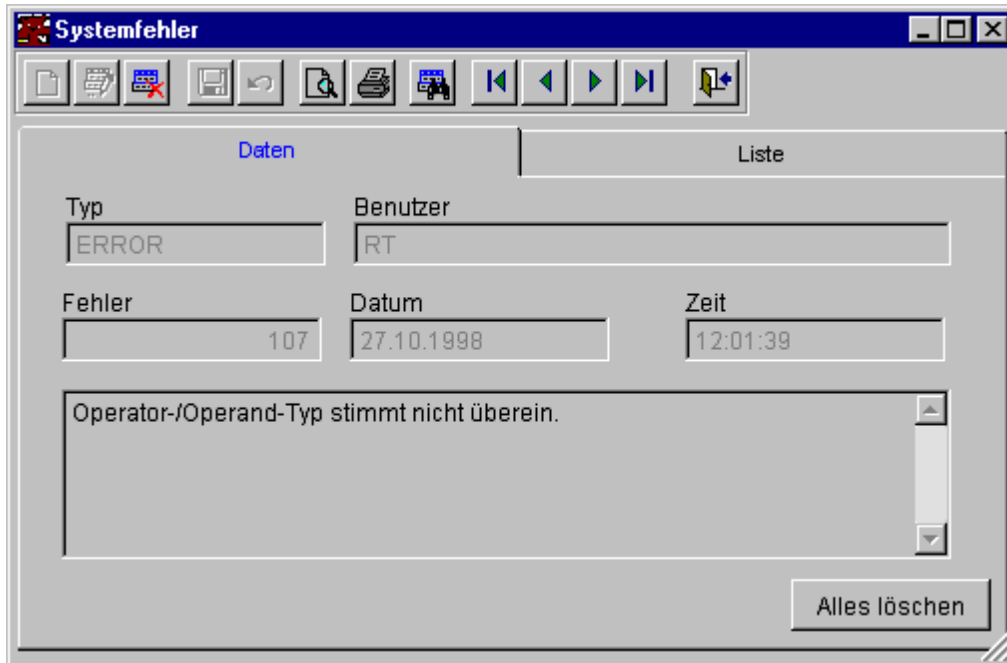 Systemfehler
Daten
Liste
Typ
Benutzer
ERROR
RT
Fehler
Datum
Zeit
107
27.10.1998
12:01:39
Operator-/Operand-Typ stimmt nicht überein.
Alles löschen